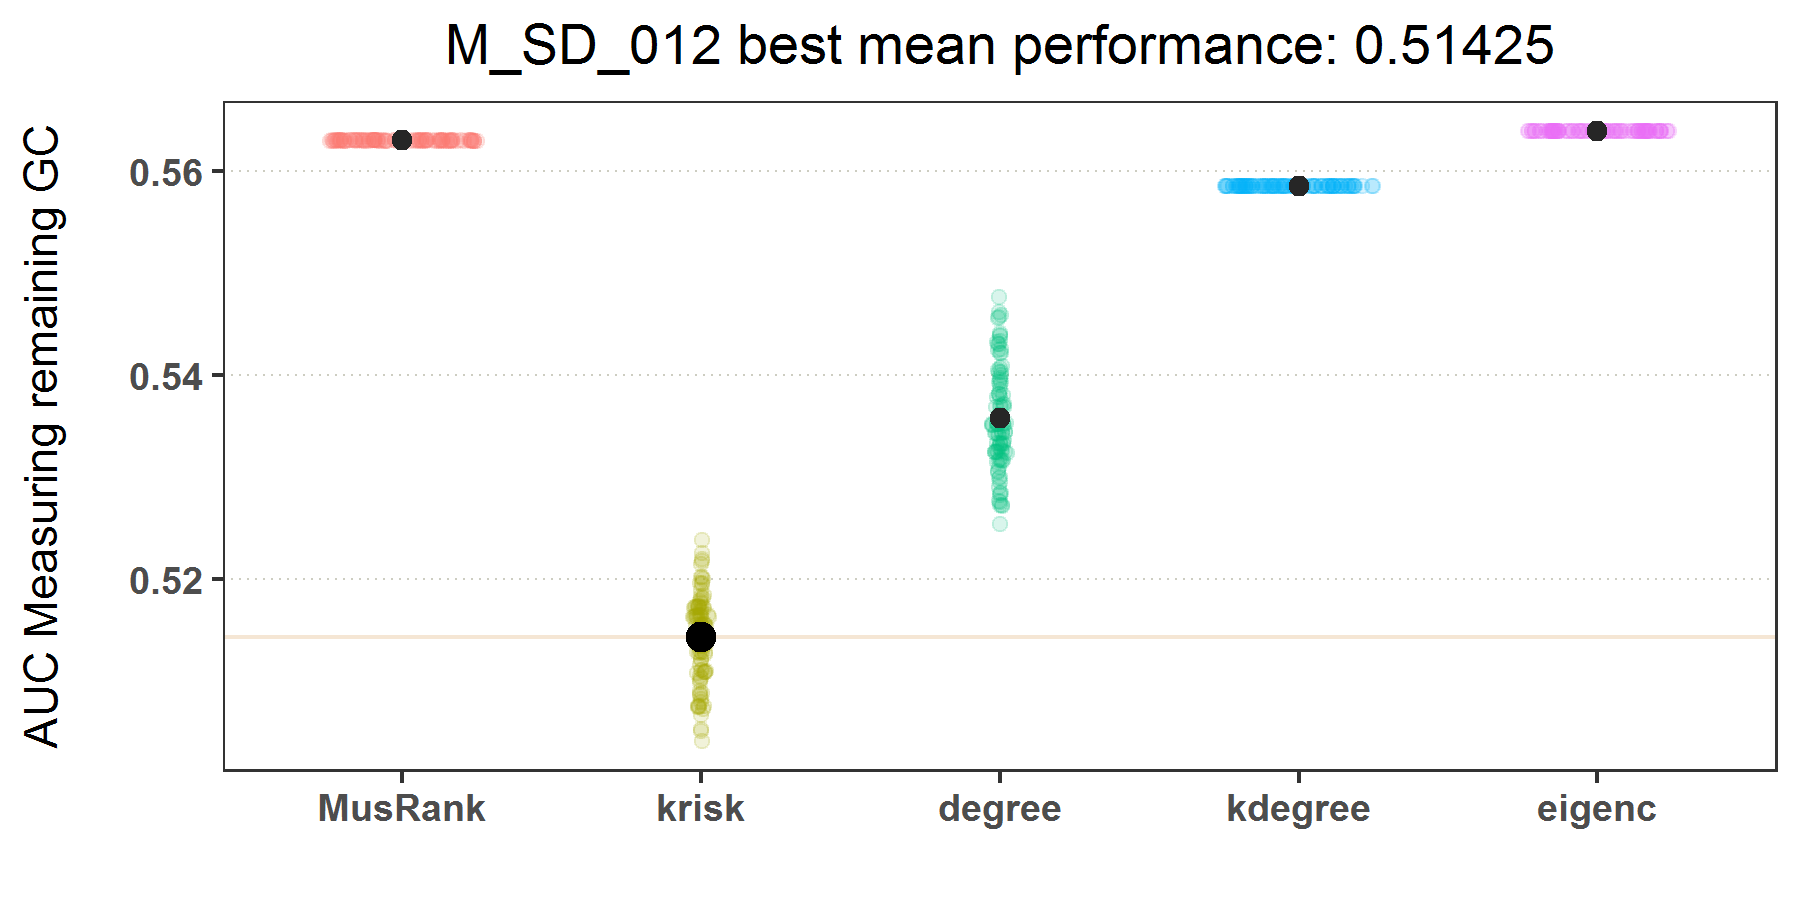 M_SD_012 best mean performance: 0.51425
AUC Measuring remaining GC
0.56
0.54
0.52
MusRank
krisk
degree
kdegree
eigenc